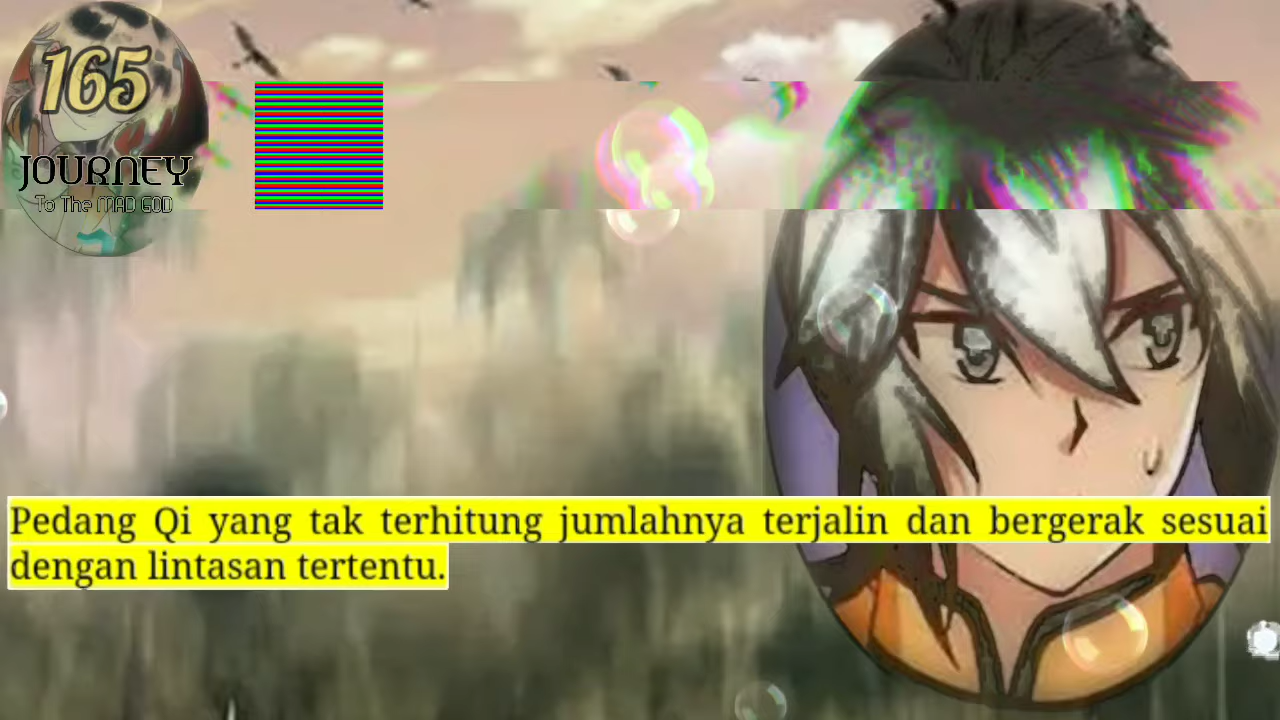 165
JOURNEY
To The MAD GOD
Pedang Qi yang tak terhitung jumlahnya terjalin dan bergerak sesuai
dengan lintasan tertentu.